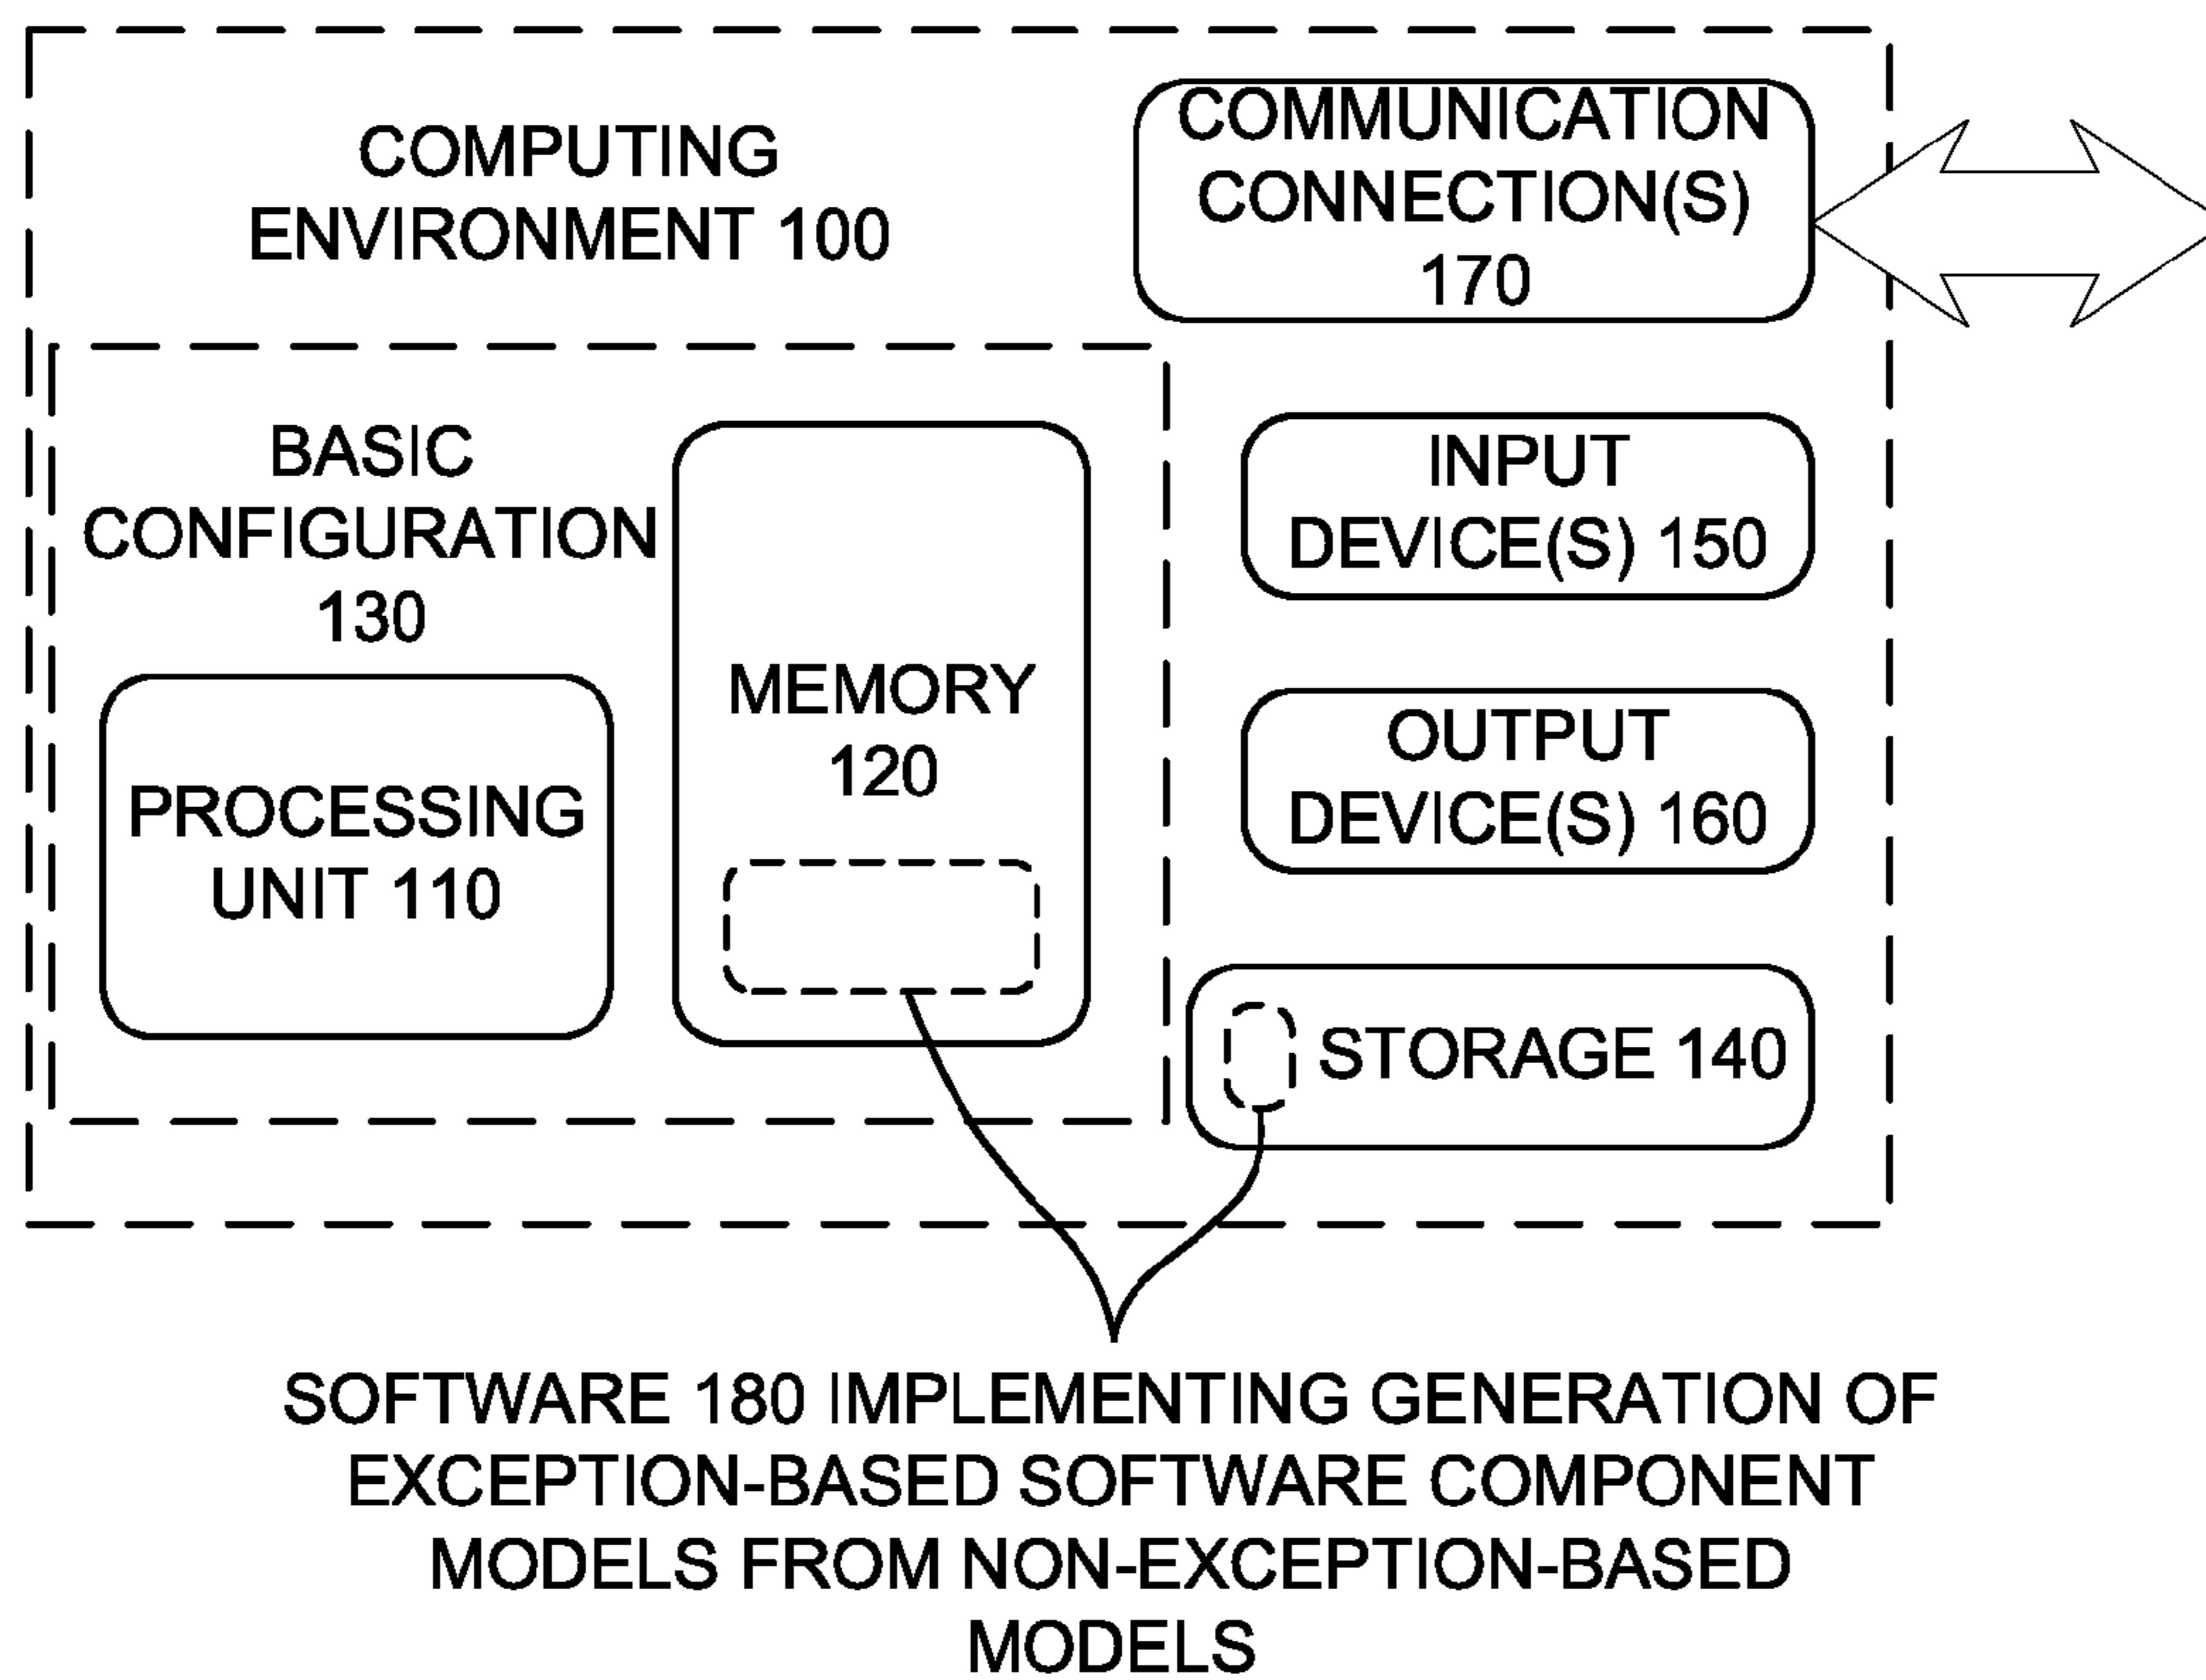 COMPUTING
ENVIRONMENT 100
COMMUNICATION
CONNECTION(S)
170
BASIC
CONFIGURATION
130
PROCESSING
UNIT 110
MEMORY
120
INPUT
DEVICE(S) 150
OUTPUT
DEVICE(S) 160
STORAGE 140
SOFTWARE 180 IMPLEMENTING GENERATION OF
EXCEPTION-BASED SOFTWARE COMPONENT
MODELS FROM NON-EXCEPTION-BASED
MODELS